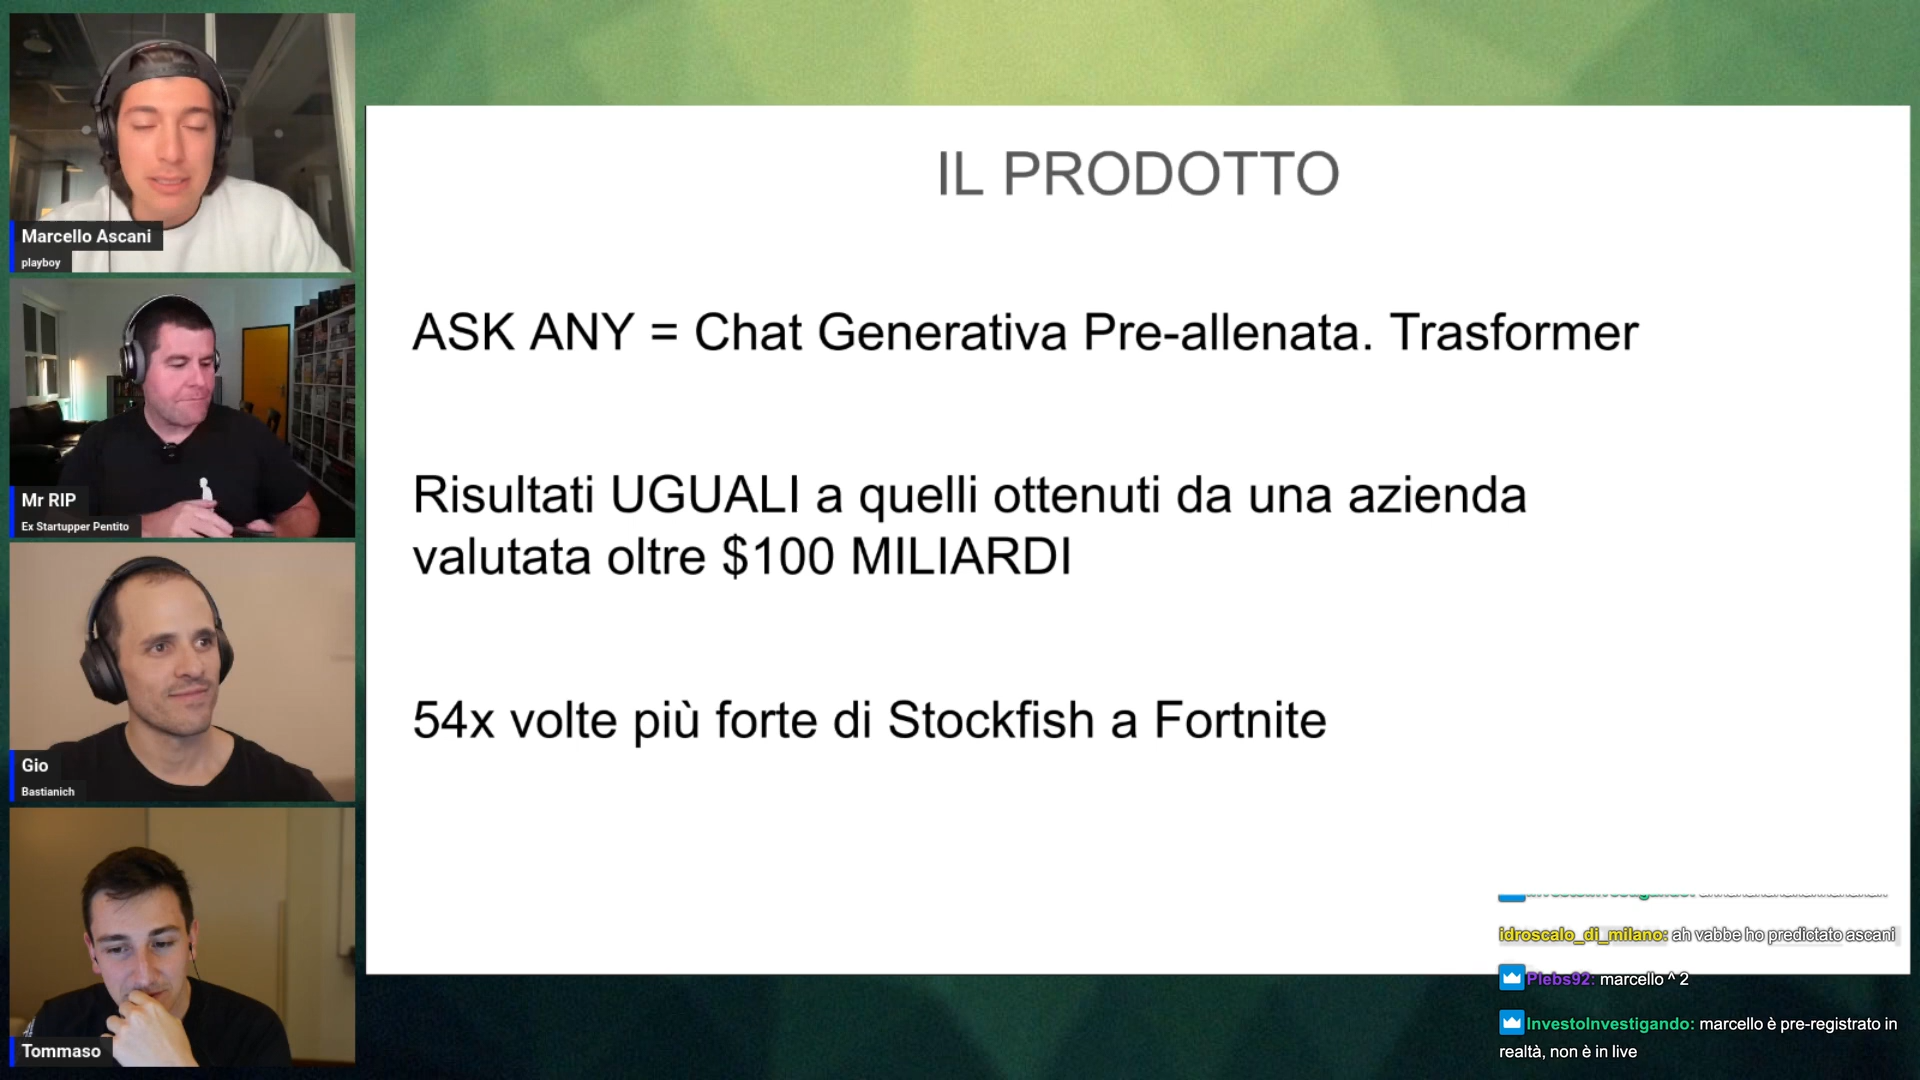 Marcello Ascani
playboy
Mr RIP
Ex Startupper Pentito
Gio
Bastianich
Tommaso
IL PRODOTTO
ASK ANY = Chat Generativa Pre-allenata. Trasformer
Risultati UGUALI a quelli ottenuti da una azienda
valutata oltre $100 MILIARDI
54x volte più forte di Stockfish a Fortnite
idroscalo_di_milano: ah vabbe ho predictato ascani
Plebs92: marcello ^ 2
InvestoInvestigando: marcello è pre-registrato in
realtà, non è in live